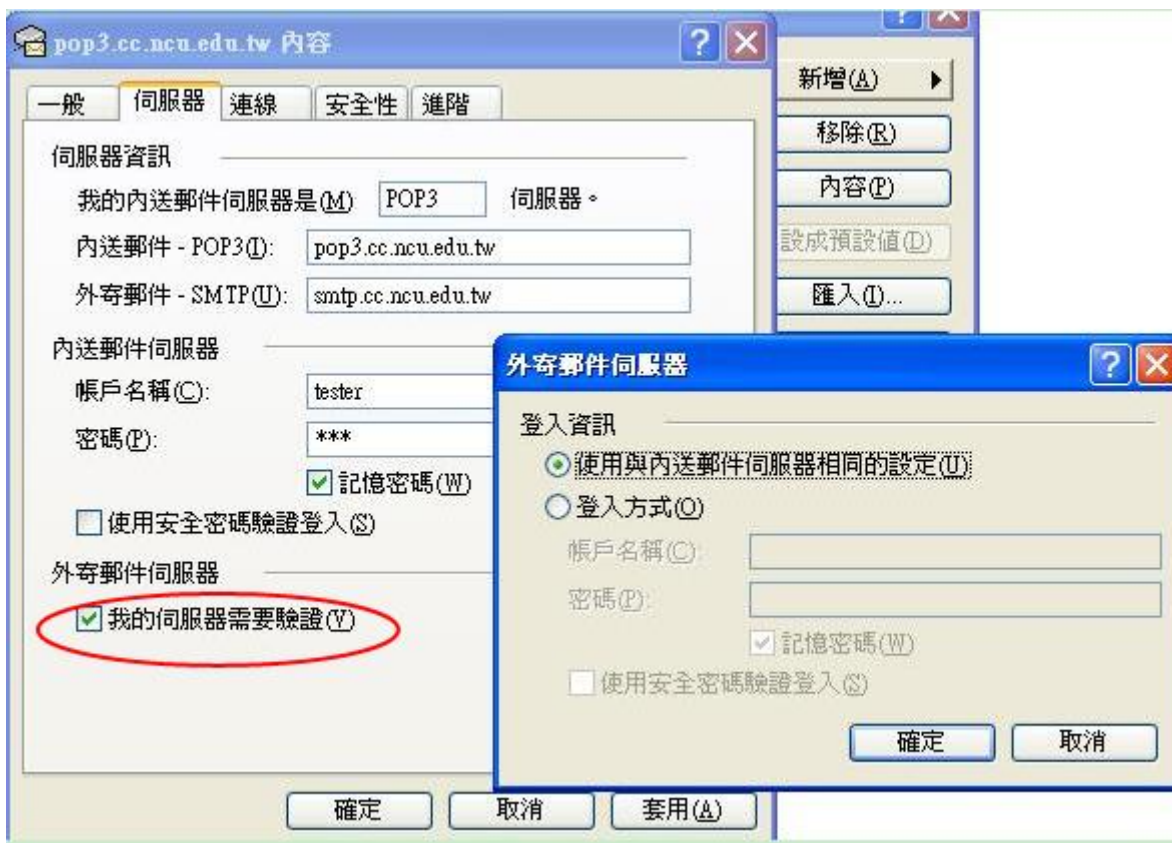 pop3.cc.ncu.edu.tw 內容
一般 伺服器 連線 安全性 進階
伺服器資訊
我的內送郵件伺服器是(M) POP3 伺服器。
內送郵件 - POP3(I): pop3.cc.ncu.edu.tw
外寄郵件 - SMTP(U): smtp.cc.ncu.edu.tw
內送郵件伺服器
帳戶名稱(C): tester
密碼(P): ***
記憶密碼(W)
使用安全密碼驗證登入(S)
外寄郵件伺服器
我的伺服器需要驗證(V)
確定 取消 套用(A)
新增(A)
移除(R)
內容(P)
設成預設值(D)
匯入(I)...
外寄郵件伺服器
登入資訊
使用與內送郵件伺服器相同的設定(U)
登入方式(O)
帳戶名稱(C):
密碼(P):
記憶密碼(W)
使用安全密碼驗證登入(S)
確定 取消